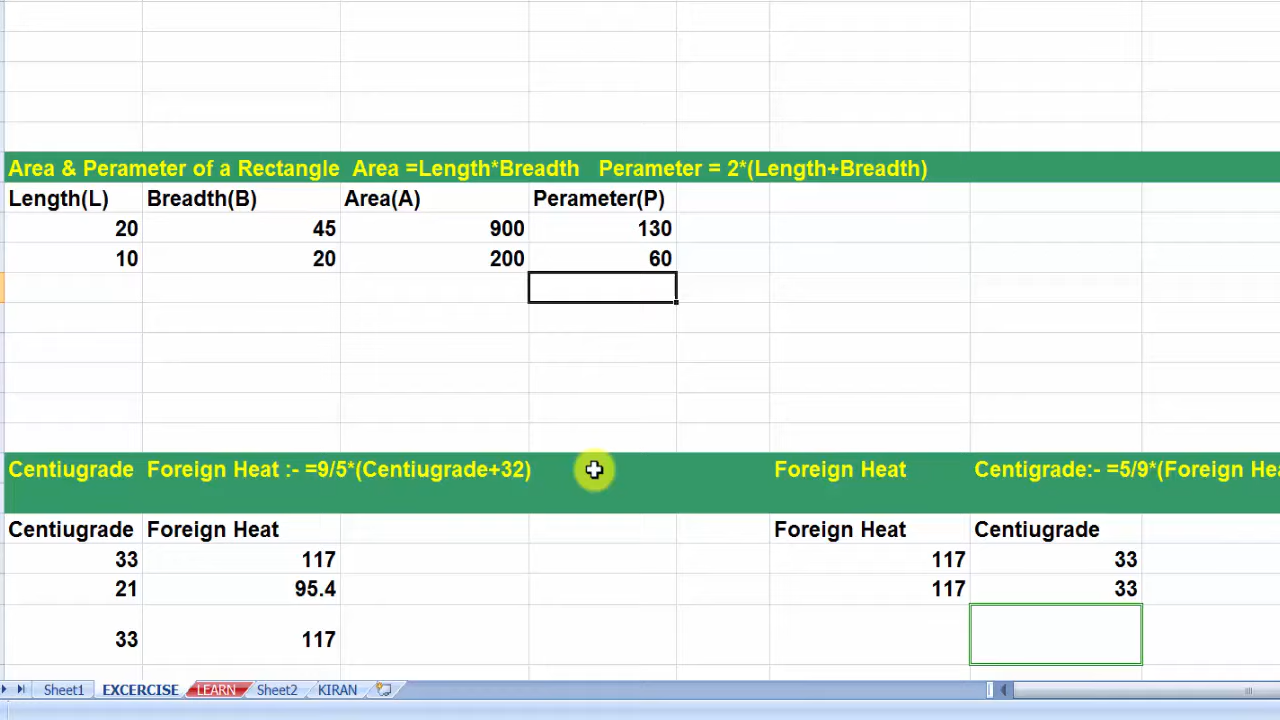 Area & Perameter of a Rectangle Area =Length*Breadth Perameter = 2*(Length+Breadth)
Length(L) Breadth(B) Area(A) Perameter(P)
20 45 900 130
10 20 200 60
Centiugrade Foreign Heat :- =9/5*(Centiugrade+32) Foreign Heat Centigrade:- =5/9*(Foreign Hea
Centiugrade Foreign Heat Foreign Heat Centiugrade
33 117 117 33
21 95.4 117 33
33 117
Sheet1 EXCERCISE LEARN Sheet2 KIRAN